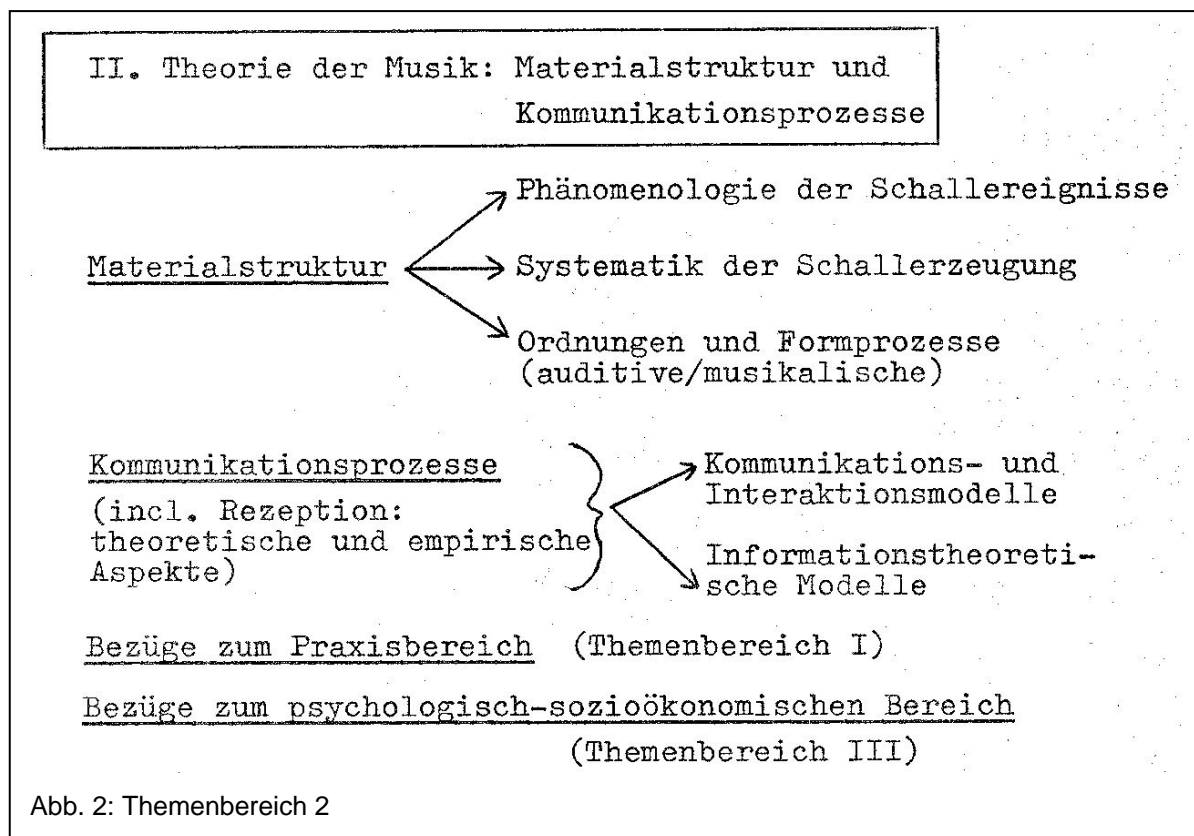 II. Theorie der Musik: Materialstruktur und
Kommunikationsprozesse
Phänomenologie der Schallereignisse
Materialstruktur
Systematik der Schallerzeugung
Ordnungen und Formprozesse
(auditive/musikalische)
Kommunikationsprozesse
(incl. Rezeption:
theoretische und empirische
Aspekte)
Kommunikations- und
Interaktionsmodelle
Informationstheoreti-
sche Modelle
Bezüge zum Praxisbereich (Themenbereich I)
Bezüge zum psychologisch-sozioökonomischen Bereich
(Themenbereich III)
Abb. 2: Themenbereich 2